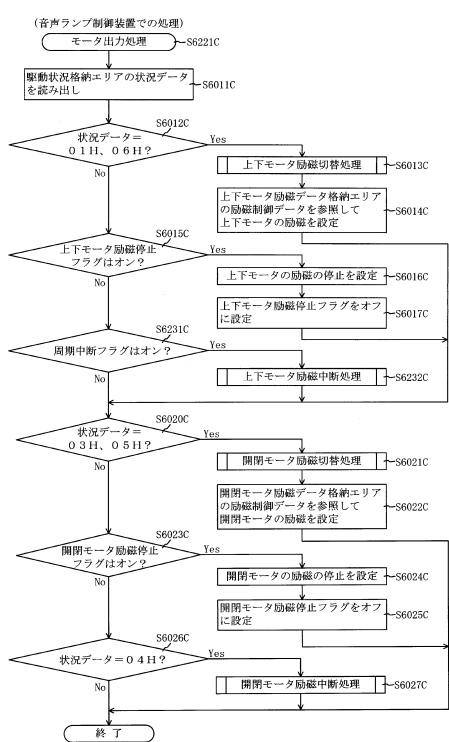 (音声ランプ制御装置での処理)
モータ出力処理
S6221C
駆動状況格納エリアの状況データ
を読み出し
S6011C
S6012C
状況データ=
01H、06H?
Yes
No
上下モータ励磁切替処理
S6013C
上下モータ励磁データ格納エリア
の励磁制御データを参照して
上下モータの励磁を設定
S6014C
S6015C
上下モータ励磁停止
フラグはオン?
Yes
No
上下モータの励磁の停止を設定
S6016C
上下モータ励磁停止フラグをオフ
に設定
S6017C
S6231C
周期中断フラグはオン?
Yes
No
上下モータ励磁中断処理
S6232C
S6020C
状況データ=
03H、05H?
Yes
No
開閉モータ励磁切替処理
S6021C
開閉モータ励磁データ格納エリア
の励磁制御データを参照して
開閉モータの励磁を設定
S6022C
S6023C
開閉モータ励磁停止
フラグはオン?
Yes
No
開閉モータの励磁の停止を設定
S6024C
開閉モータ励磁停止フラグをオフ
に設定
S6025C
S6026C
状況データ=04H?
Yes
No
開閉モータ励磁中断処理
S6027C
終了